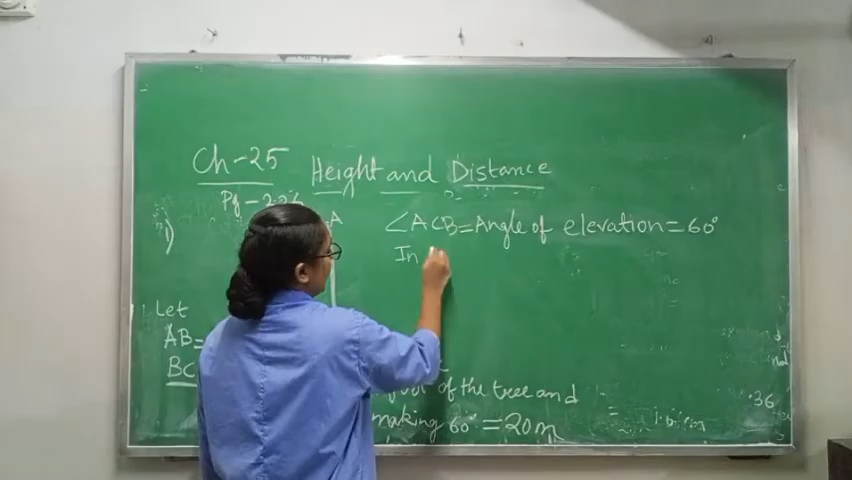 Ch-25 Height and Distance
Pg-226
A
∠ACB=Angle of elevation=60°
In
Let
AB=
BC
of the tree and
making 60° = 20m